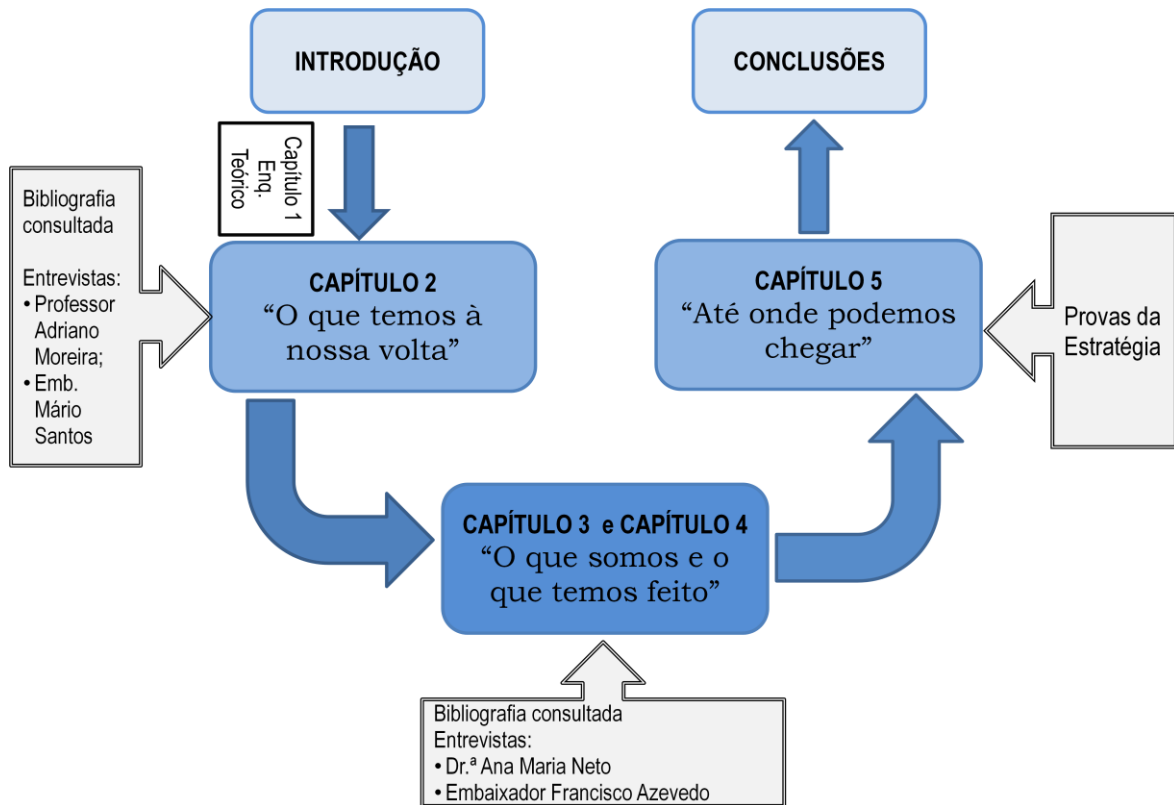 INTRODUÇÃO
CONCLUSÕES
Capítulo 1
Enq.
Teórico
Bibliografia
consultada
Entrevistas:
• Professor
Adriano
Moreira;
• Emb.
Mário
Santos
CAPÍTULO 2
“O que temos à
nossa volta”
CAPÍTULO 5
“Até onde podemos
chegar”
Provas da
Estratégia
CAPÍTULO 3 e CAPÍTULO 4
“O que somos e o
que temos feito”
Bibliografia consultada
Entrevistas:
• Dr.ª Ana Maria Neto
• Embaixador Francisco Azevedo